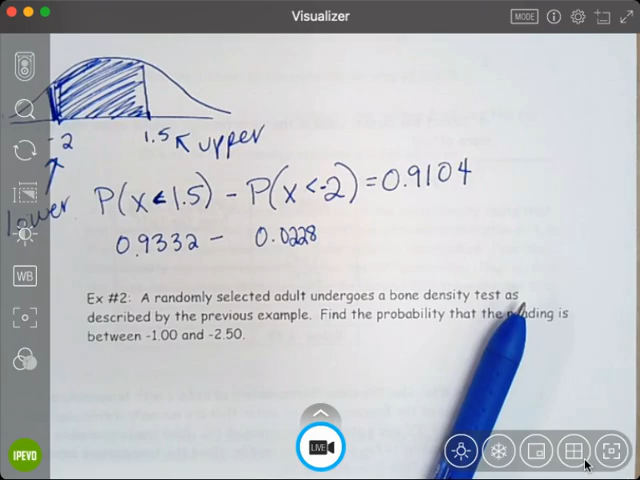 Visualizer
MODE
-2
1.5 ↖ upper
lower
P(x < 1.5) - P(x < -2) = 0.9104
0.9332 - 0.0228
WB
Ex #2: A randomly selected adult undergoes a bone density test as
described by the previous example. Find the probability that the reading is
between -1.00 and -2.50.
LIVE
IPEVO